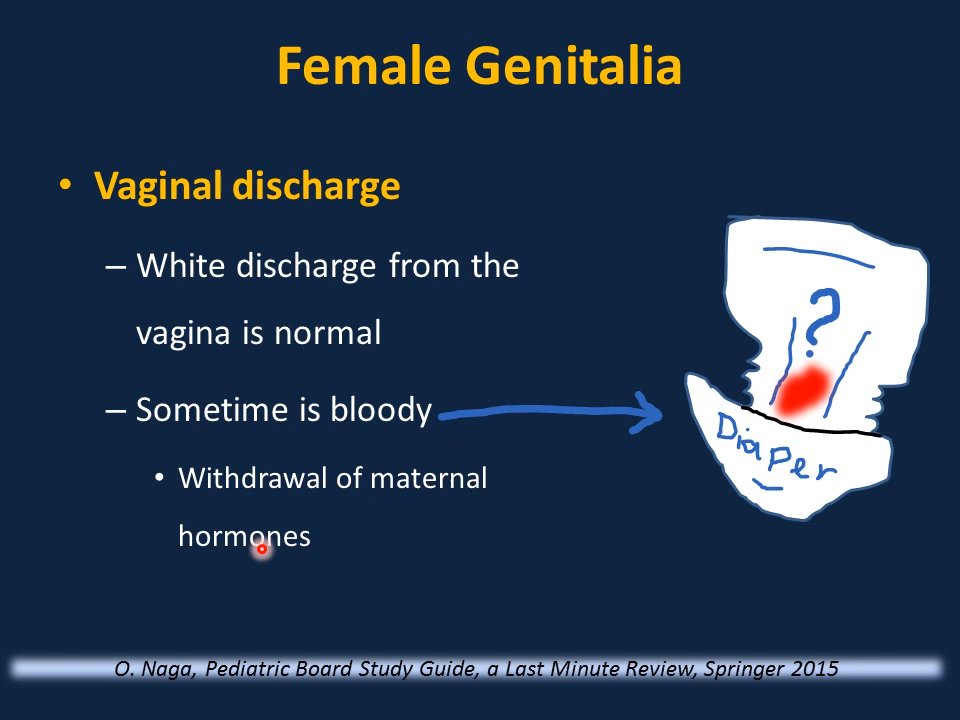 Female Genitalia
• Vaginal discharge
– White discharge from the
vagina is normal
– Sometime is bloody
• Withdrawal of maternal
hormones
?
Diaper
O. Naga, Pediatric Board Study Guide, a Last Minute Review, Springer 2015